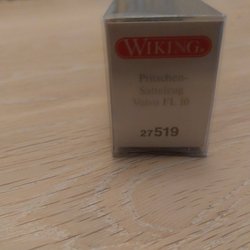 WIKING®
Pritschen-
Sattelzug
Volvo FL 10
27519